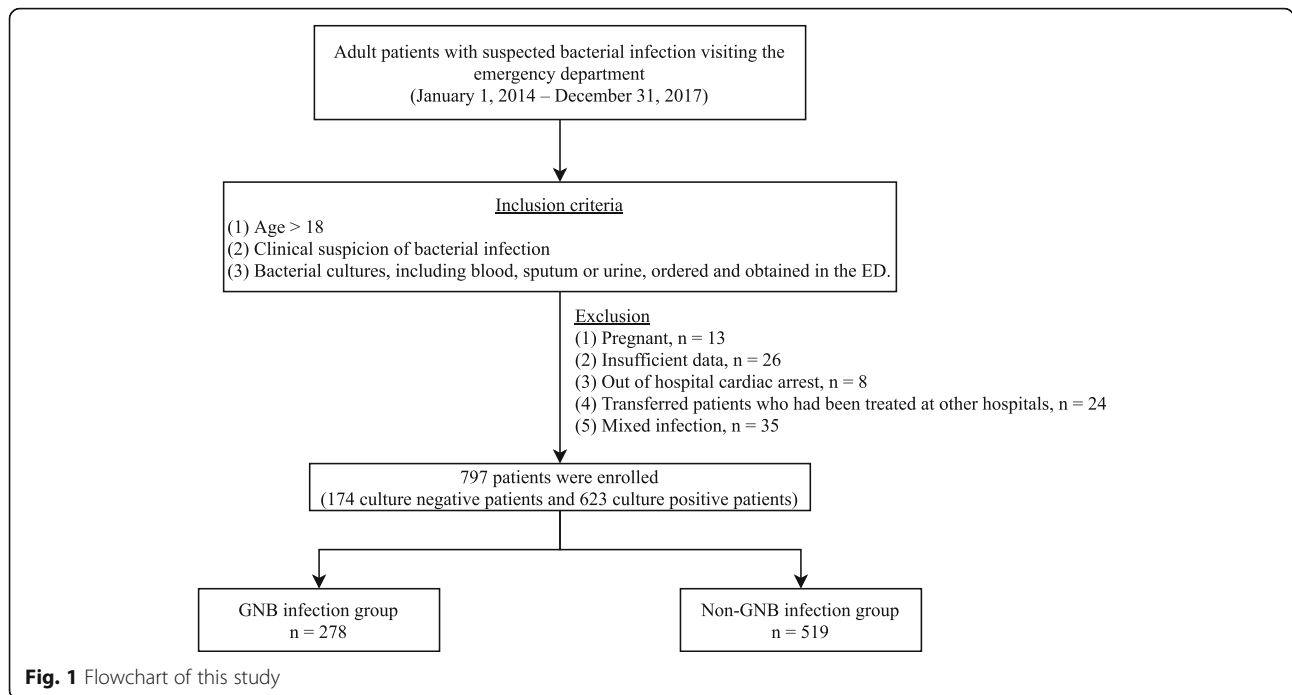 Adult patients with suspected bacterial infection visiting the
emergency department
(January 1, 2014 – December 31, 2017)
Inclusion criteria
(1) Age > 18
(2) Clinical suspicion of bacterial infection
(3) Bacterial cultures, including blood, sputum or urine, ordered and obtained in the ED.
Exclusion
(1) Pregnant, n = 13
(2) Insufficient data, n = 26
(3) Out of hospital cardiac arrest, n = 8
(4) Transferred patients who had been treated at other hospitals, n = 24
(5) Mixed infection, n = 35
797 patients were enrolled
(174 culture negative patients and 623 culture positive patients)
GNB infection group
n = 278
Non-GNB infection group
n = 519
Fig. 1 Flowchart of this study